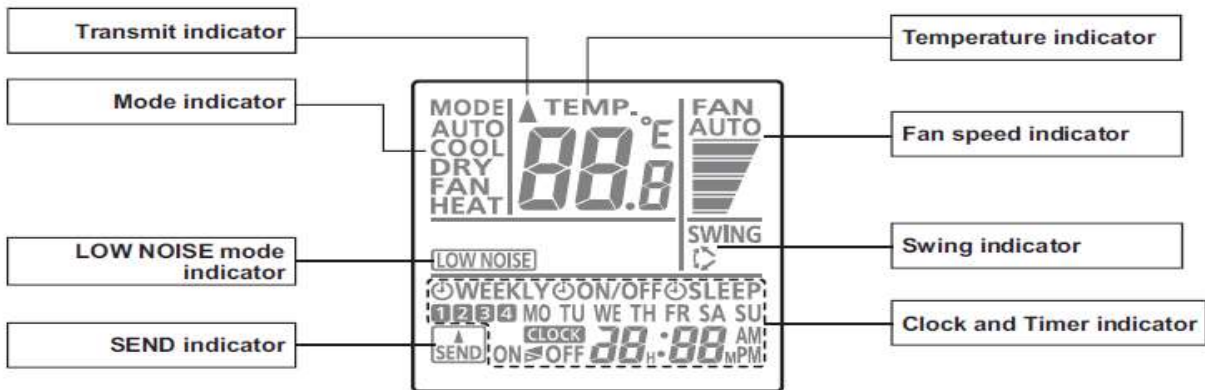 Transmit indicator
Mode indicator
LOW NOISE mode
indicator
SEND indicator
MODE
AUTO
COOL
DRY
FAN
HEAT
TEMP.
88.8 °E
FAN
AUTO
LOW NOISE
SWING
WEEKLY ON/OFF SLEEP
1 2 3 4 MO TU WE TH FR SA SU
SEND
CLOCK
ON OFF 28H:88M AM
PM
Temperature indicator
Fan speed indicator
Swing indicator
Clock and Timer indicator